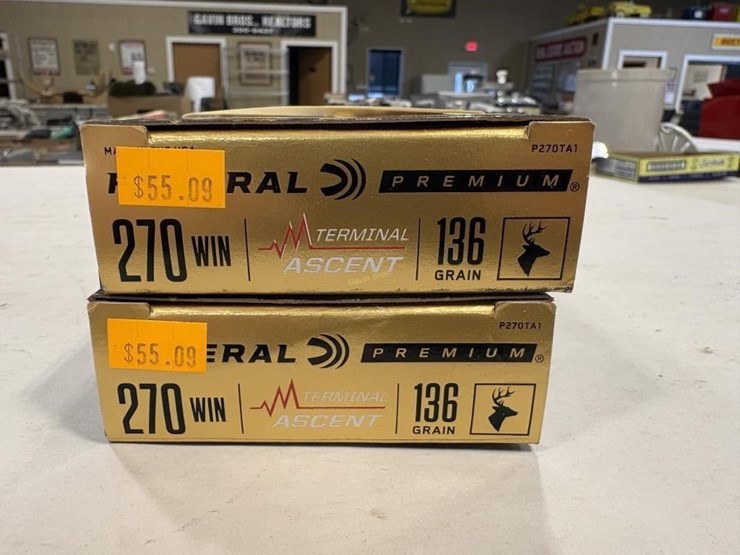 GAVIN BROS. REALTORS
P270TA1
$55.09
RAL PREMIUM®
270 WIN
TERMINAL
ASCENT
136
GRAIN
P270TA1
$55.09
ERAL PREMIUM®
270 WIN
TERMINAL
ASCENT
136
GRAIN